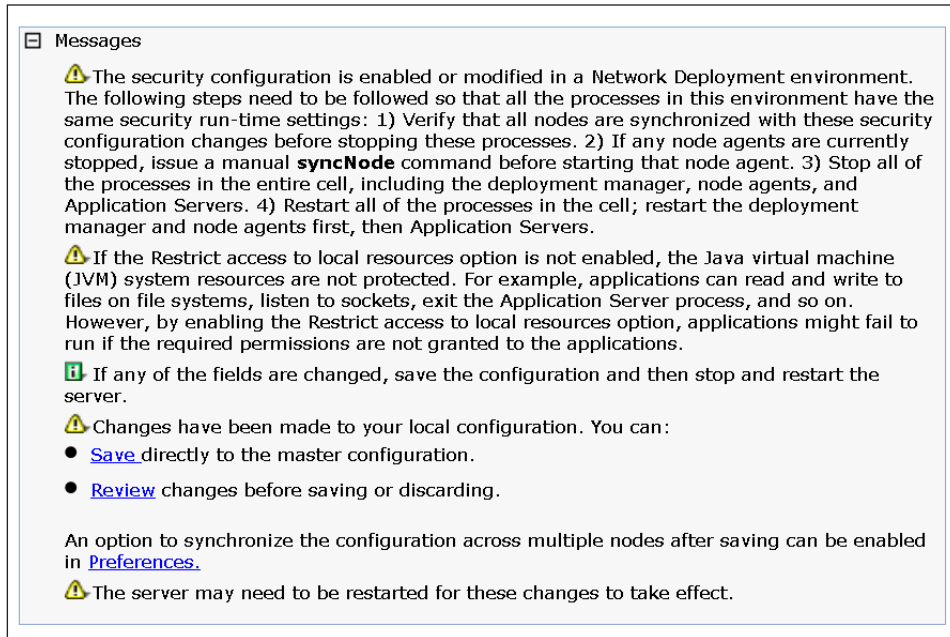 Messages
The security configuration is enabled or modified in a Network Deployment environment.
The following steps need to be followed so that all the processes in this environment have the
same security run-time settings: 1) Verify that all nodes are synchronized with these security
configuration changes before stopping these processes. 2) If any node agents are currently
stopped, issue a manual syncNode command before starting that node agent. 3) Stop all of
the processes in the entire cell, including the deployment manager, node agents, and
Application Servers. 4) Restart all of the processes in the cell; restart the deployment
manager and node agents first, then Application Servers.
If the Restrict access to local resources option is not enabled, the Java virtual machine
(JVM) system resources are not protected. For example, applications can read and write to
files on file systems, listen to sockets, exit the Application Server process, and so on.
However, by enabling the Restrict access to local resources option, applications might fail to
run if the required permissions are not granted to the applications.
If any of the fields are changed, save the configuration and then stop and restart the
server.
Changes have been made to your local configuration. You can:
● Save directly to the master configuration.
● Review changes before saving or discarding.
An option to synchronize the configuration across multiple nodes after saving can be enabled
in Preferences.
The server may need to be restarted for these changes to take effect.